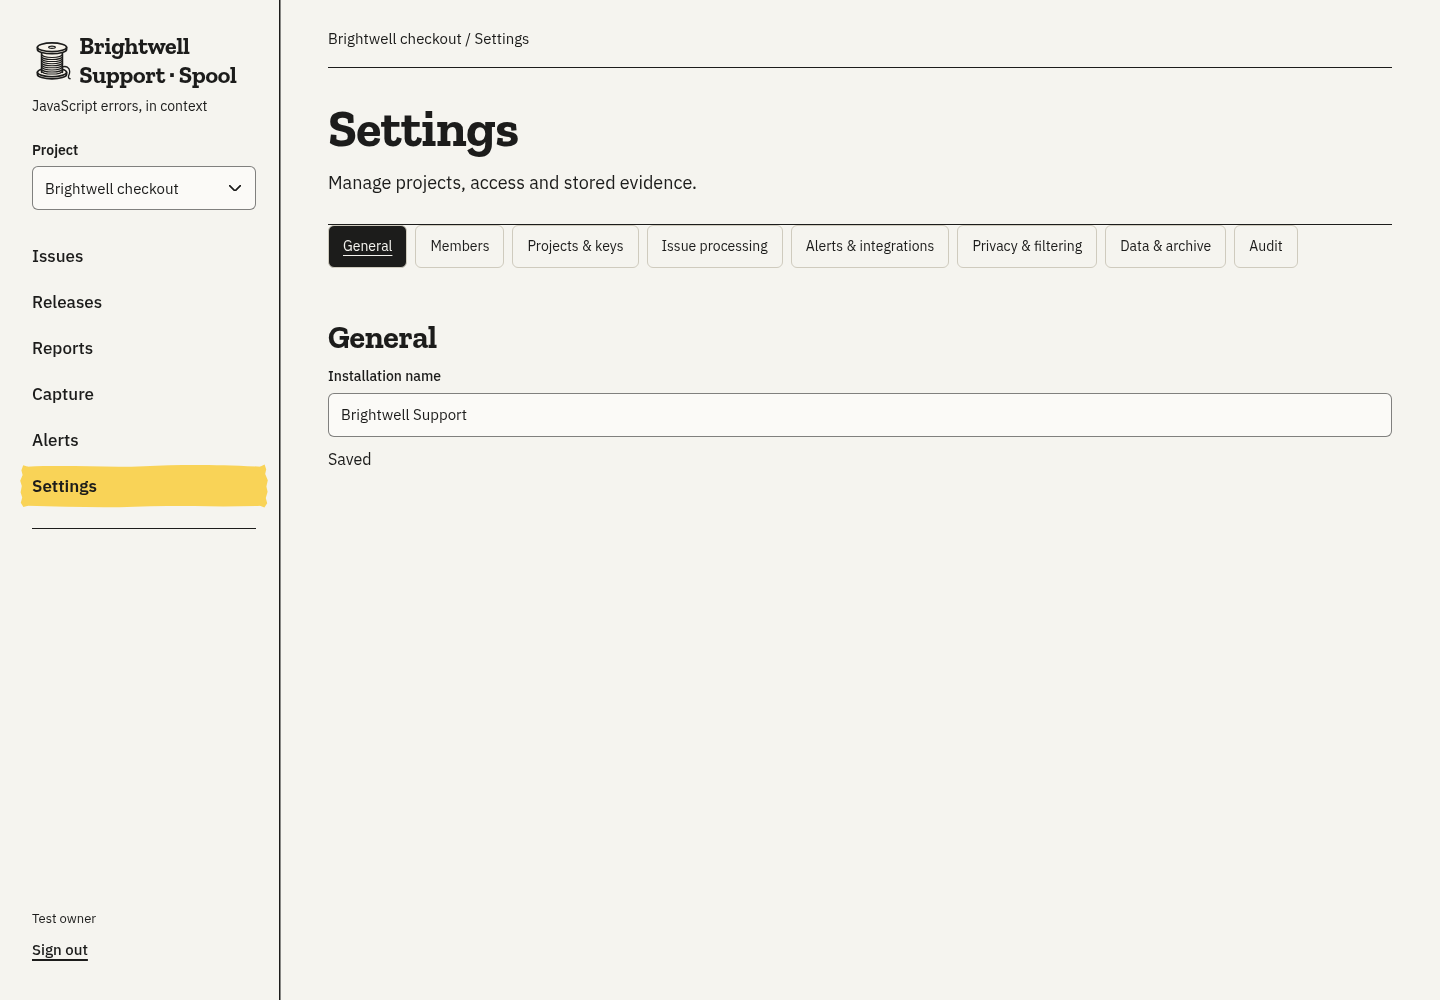 Brightwell
Support · Spool
JavaScript errors, in context
Project
Brightwell checkout
Issues
Releases
Reports
Capture
Alerts
Settings
Test owner
Sign out
Brightwell checkout / Settings
Settings
Manage projects, access and stored evidence.
General Members Projects & keys Issue processing Alerts & integrations Privacy & filtering Data & archive Audit
General
Installation name
Brightwell Support
Saved